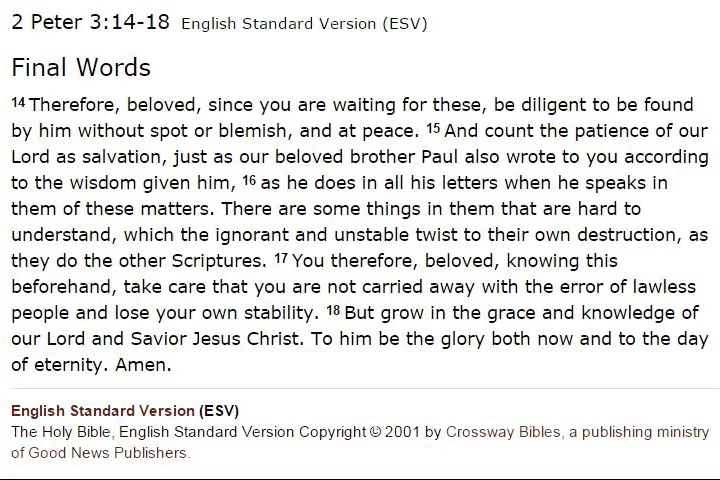 2 Peter 3:14-18 English Standard Version (ESV)
Final Words
14 Therefore, beloved, since you are waiting for these, be diligent to be found
by him without spot or blemish, and at peace. 15 And count the patience of our
Lord as salvation, just as our beloved brother Paul also wrote to you according
to the wisdom given him, 16 as he does in all his letters when he speaks in
them of these matters. There are some things in them that are hard to
understand, which the ignorant and unstable twist to their own destruction, as
they do the other Scriptures. 17 You therefore, beloved, knowing this
beforehand, take care that you are not carried away with the error of lawless
people and lose your own stability. 18 But grow in the grace and knowledge of
our Lord and Savior Jesus Christ. To him be the glory both now and to the day
of eternity. Amen.
English Standard Version (ESV)
The Holy Bible, English Standard Version Copyright © 2001 by Crossway Bibles, a publishing ministry
of Good News Publishers.